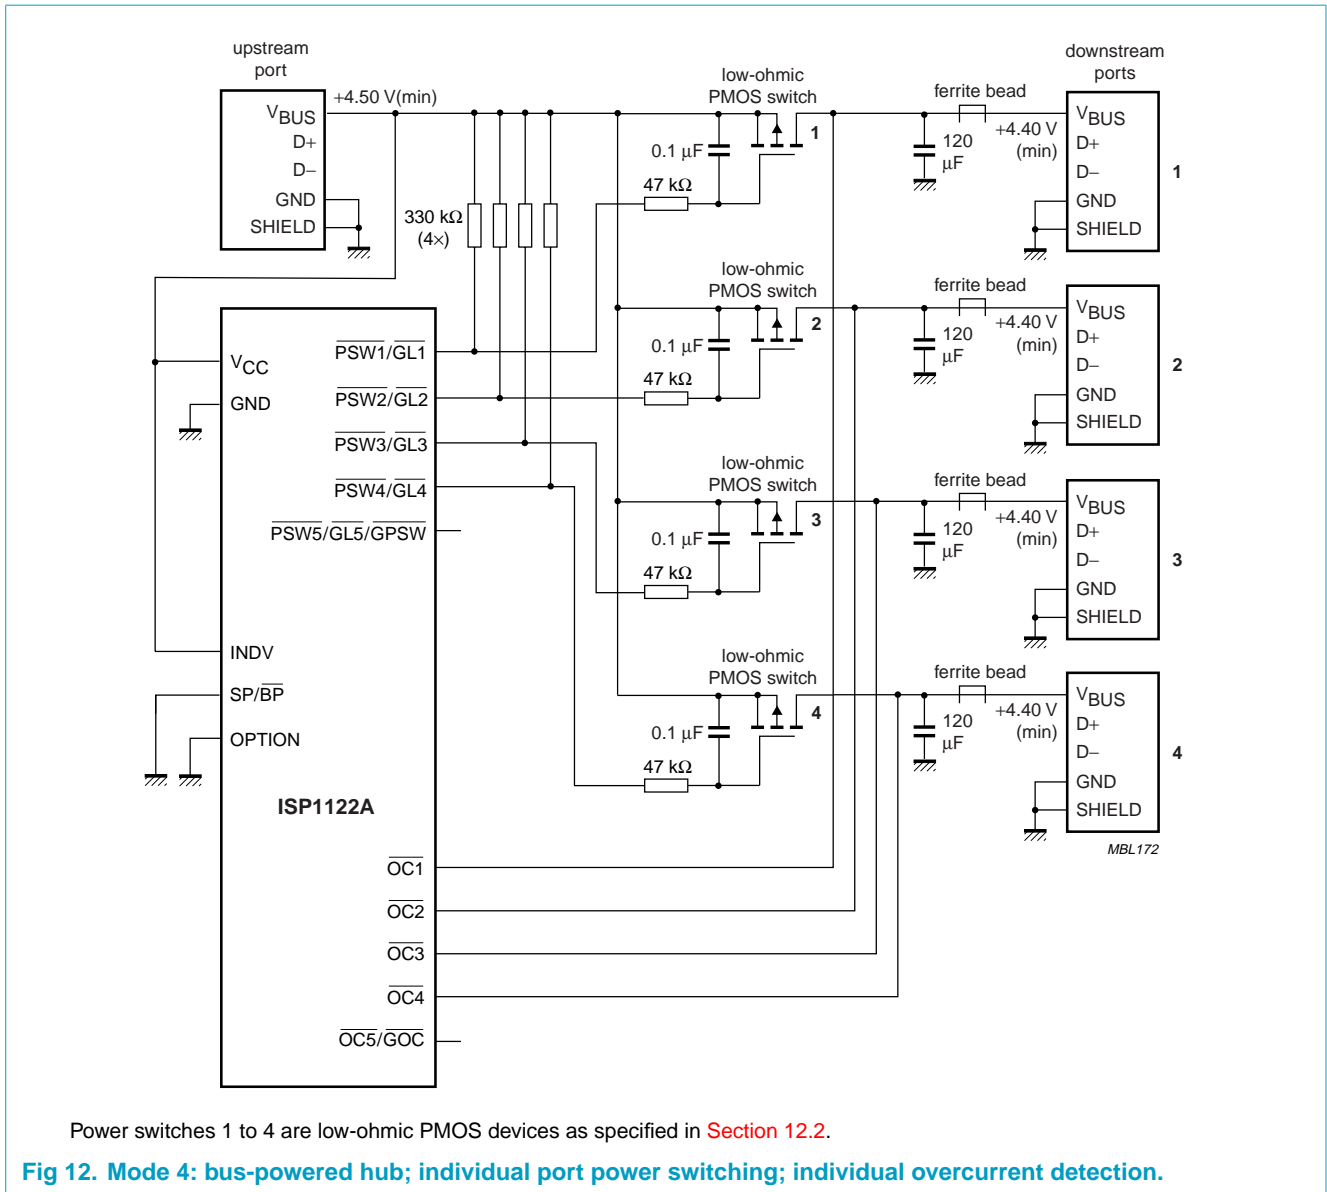 upstream
port
+4.50 V(min)
VBUS
D+
D−
GND
SHIELD
330 kΩ
(4×)
low-ohmic
PMOS switch
1
0.1 μF
47 kΩ
ferrite bead
120
μF
+4.40 V
(min)
downstream
ports
VBUS
D+
D−
GND
SHIELD
1
low-ohmic
PMOS switch
2
0.1 μF
47 kΩ
ferrite bead
120
μF
+4.40 V
(min)
VBUS
D+
D−
GND
SHIELD
2
low-ohmic
PMOS switch
3
0.1 μF
47 kΩ
ferrite bead
120
μF
+4.40 V
(min)
VBUS
D+
D−
GND
SHIELD
3
low-ohmic
PMOS switch
4
0.1 μF
47 kΩ
ferrite bead
120
μF
+4.40 V
(min)
VBUS
D+
D−
GND
SHIELD
4
VCC
GND
INDV
SP/BP
OPTION
ISP1122A
PSW1/GL1
PSW2/GL2
PSW3/GL3
PSW4/GL4
PSW5/GL5/GPSW
OC1
OC2
OC3
OC4
OC5/GOC
MBL172
Power switches 1 to 4 are low-ohmic PMOS devices as specified in Section 12.2.
Fig 12. Mode 4: bus-powered hub; individual port power switching; individual overcurrent detection.